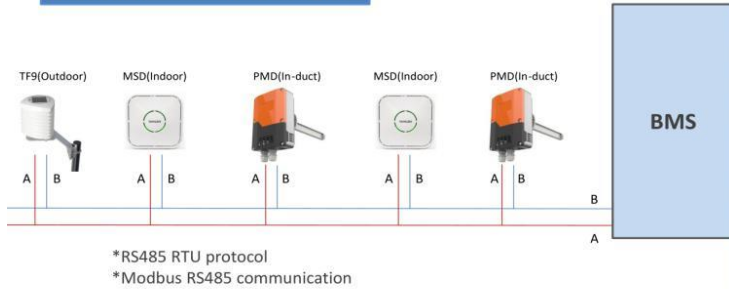 TF9(Outdoor)
MSD(Indoor)
PMD(In-duct)
MSD(Indoor)
PMD(In-duct)
BMS
A B
A B
A B
A B
A B
B
A
*RS485 RTU protocol
*Modbus RS485 communication